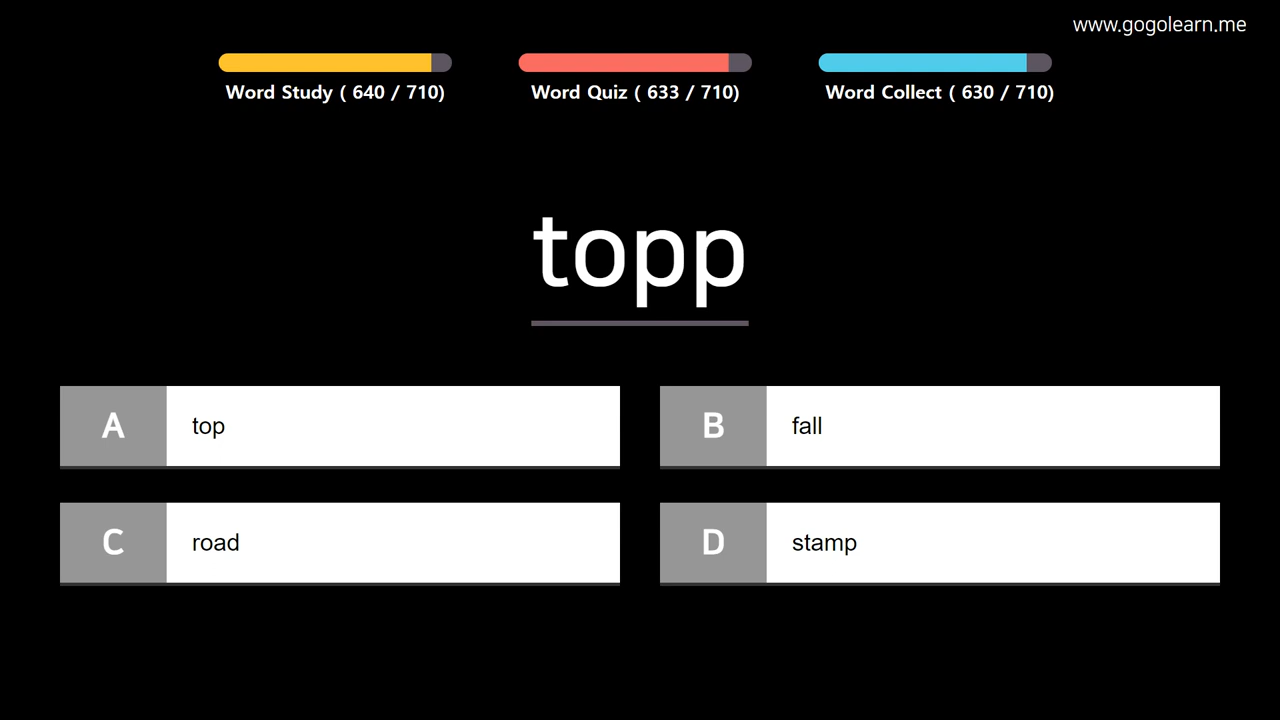 www.gogolearn.me
Word Study ( 640 / 710)
Word Quiz ( 633 / 710)
Word Collect ( 630 / 710)
topp
A top
B fall
C road
D stamp